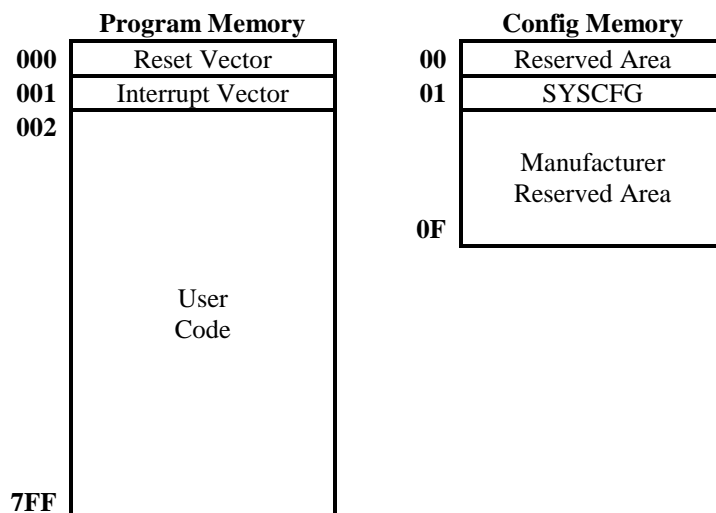 Program Memory
000 Reset Vector
001 Interrupt Vector
002
User
Code
7FF
Config Memory
00 Reserved Area
01 SYSCFG
Manufacturer
Reserved Area
0F